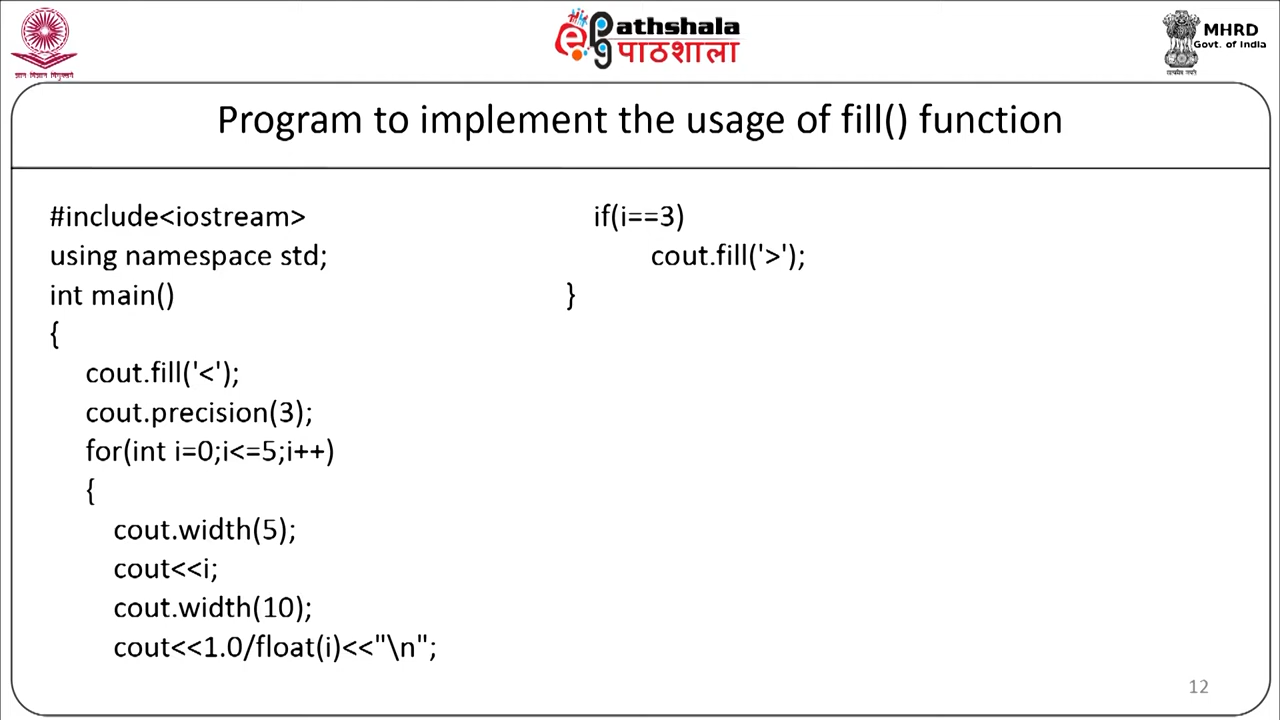 ePathshala
पाठशाला
MHRD
Govt. of India
Program to implement the usage of fill() function
#include<iostream>
using namespace std;
int main()
{
cout.fill('<');
cout.precision(3);
for(int i=0;i<=5;i++)
{
cout.width(5);
cout<<i;
cout.width(10);
cout<<1.0/float(i)<<"\n";
if(i==3)
cout.fill('>');
}
12